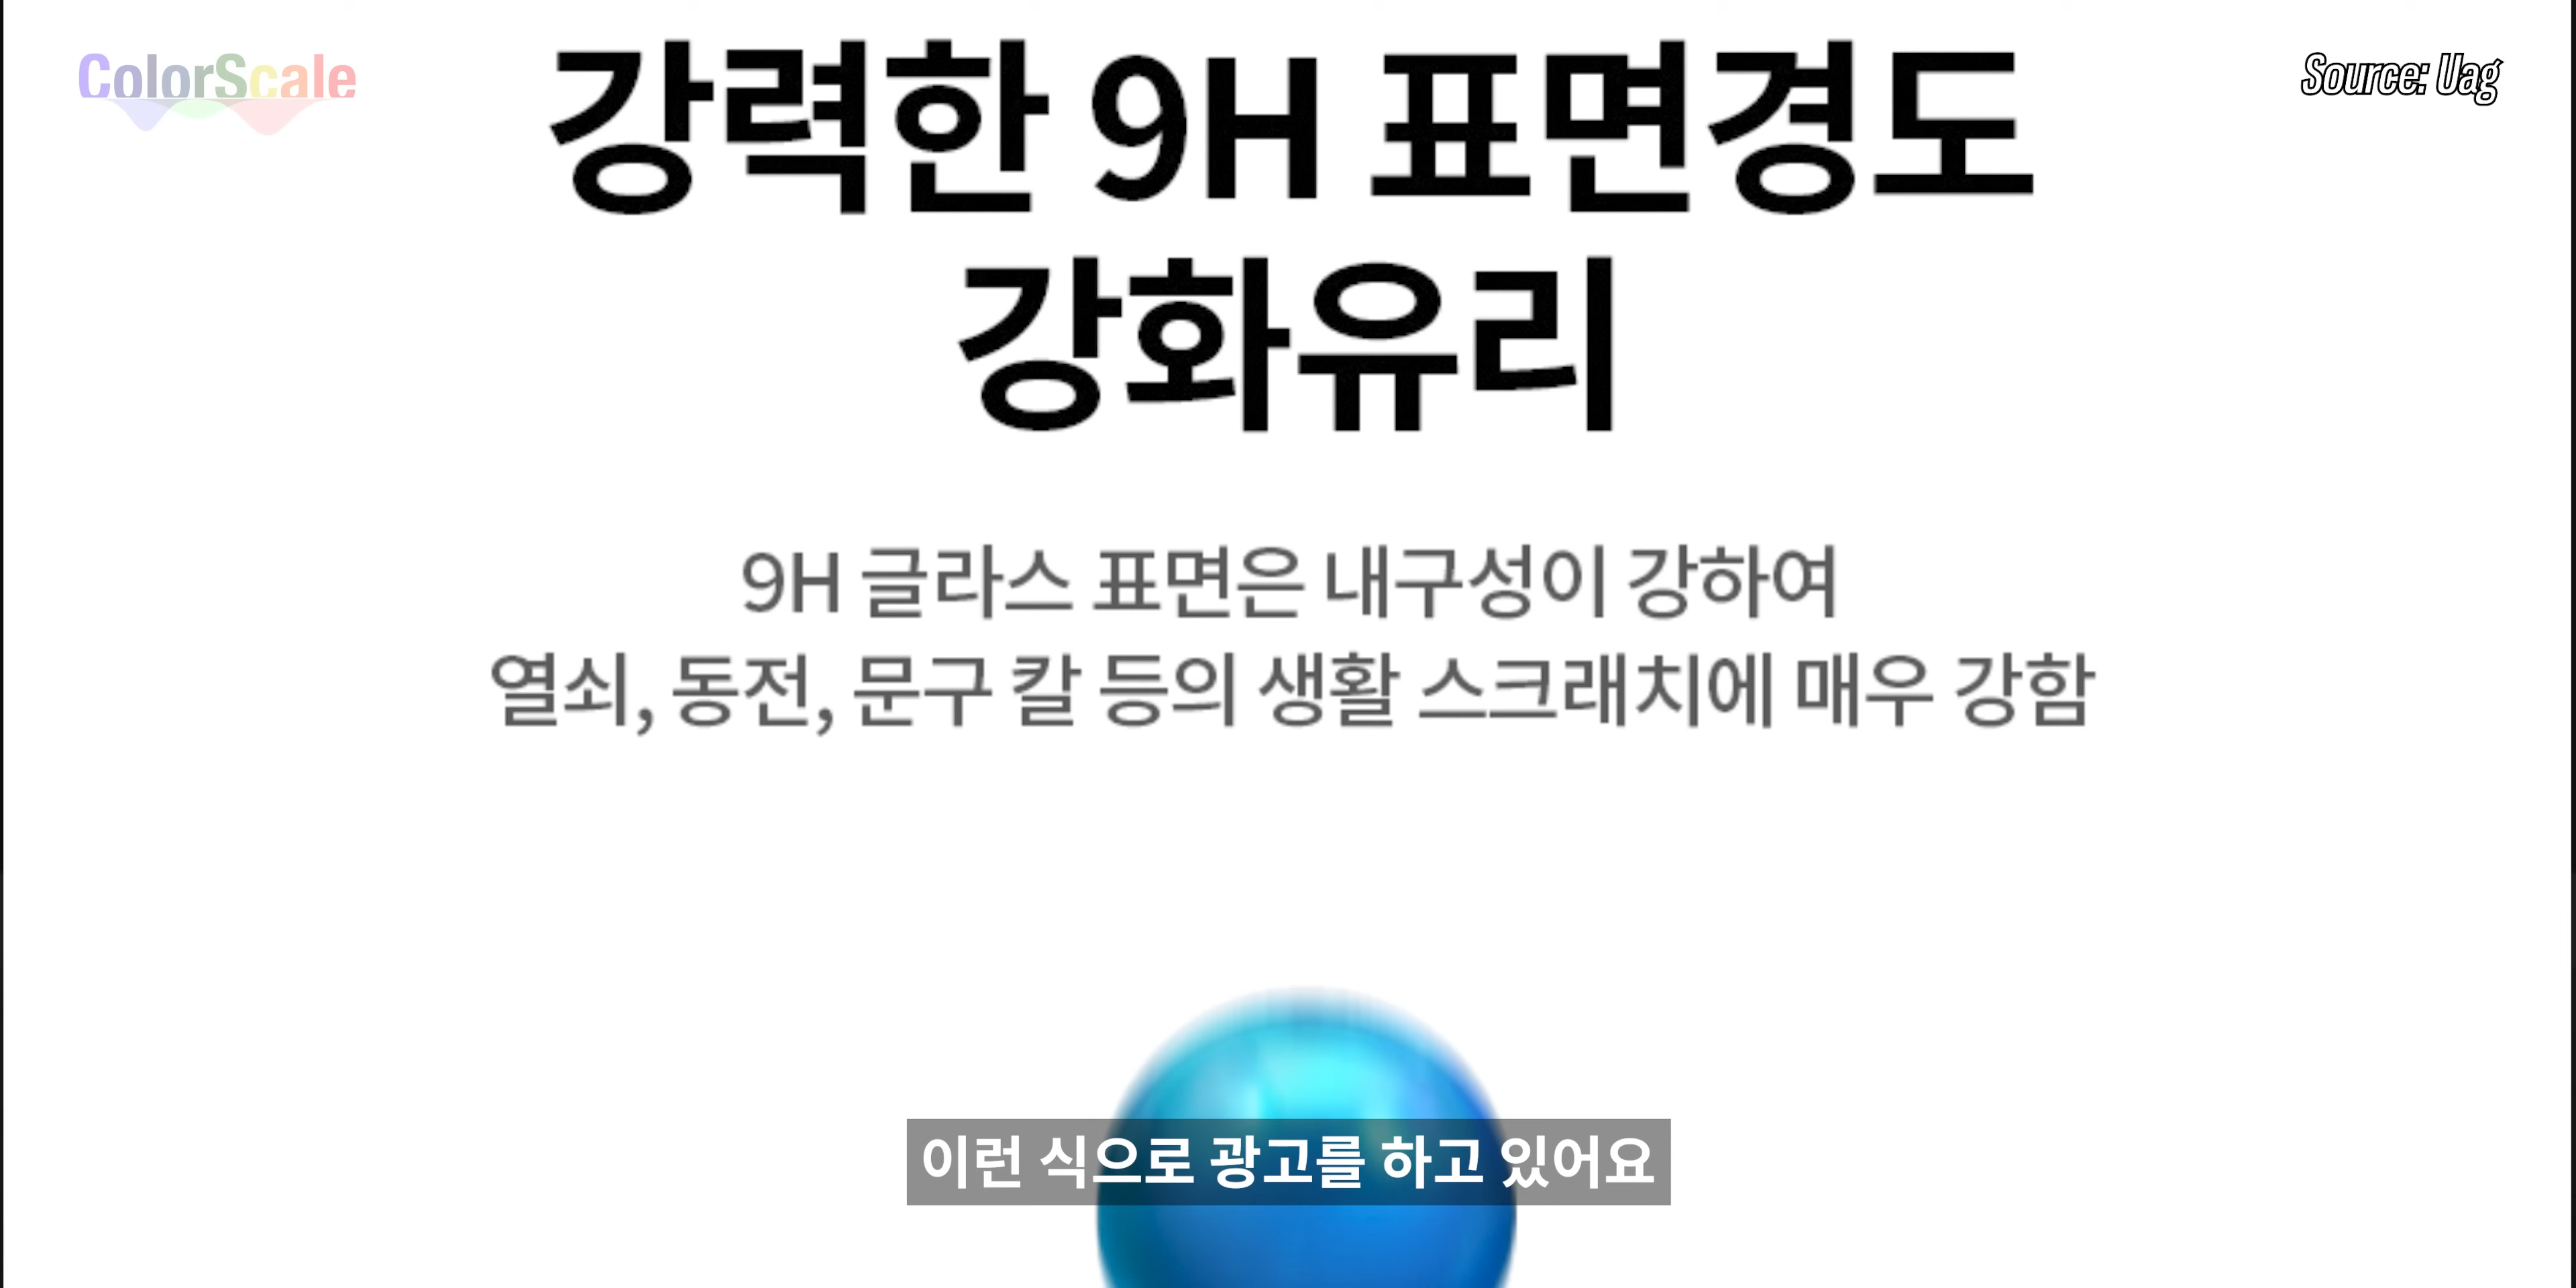 ColorScale
Source: Uag
강력한 9H 표면경도
강화유리
9H 글라스 표면은 내구성이 강하여
열쇠, 동전, 문구 칼 등의 생활 스크래치에 매우 강함
이런 식으로 광고를 하고 있어요